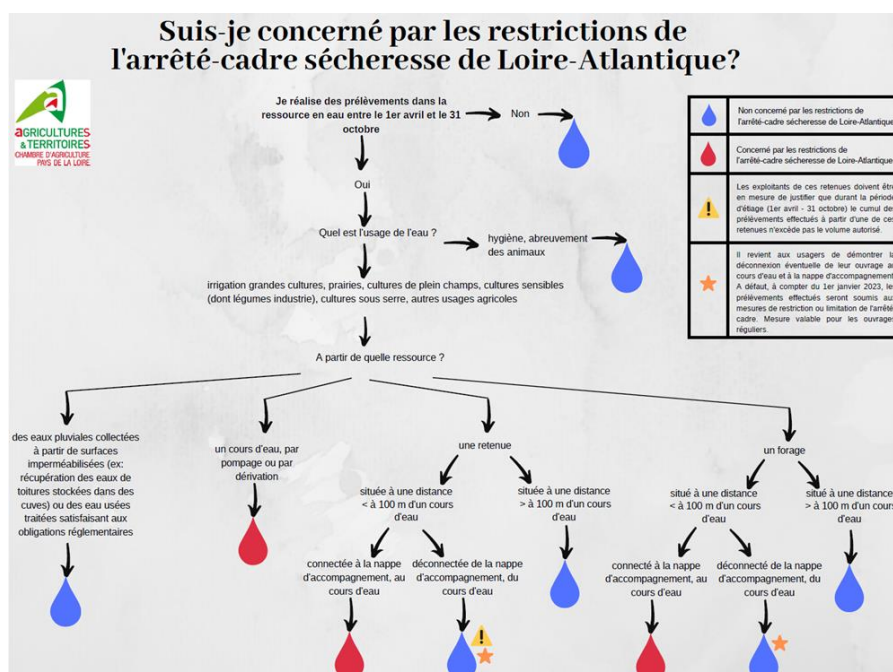 Suis-je concerné par les restrictions de
l'arrêté-cadre sécheresse de Loire-Atlantique?
aGRICULTURES
& TERRITOIRES
CHAMBRE D'AGRICULTURE
PAYS DE LA LOIRE
Je réalise des prélèvements dans la
ressource en eau entre le 1er avril et le 31
octobre
Non
Oui
Quel est l'usage de l'eau ?
hygiène, abreuvement
des animaux
irrigation grandes cultures, prairies, cultures de plein champs, cultures sensibles
(dont légumes industrie), cultures sous serre, autres usages agricoles
A partir de quelle ressource ?
Non concerné par les restrictions de
l'arrêté-cadre sécheresse de Loire-Atlantique
Concerné par les restrictions de
l'arrêté-cadre sécheresse de Loire-Atlantique
Les exploitants de ces retenues doivent être
en mesure de justifier que durant la période
d'étiage (1er avril - 31 octobre) le cumul des
prélèvements effectués à partir d'une de ces
retenues n'excède pas le volume autorisé.
Il revient aux usagers de démontrer la
déconnexion éventuelle de leur ouvrage au
cours d'eau et à la nappe d'accompagnement.
A défaut, à compter du 1er janvier 2023, les
prélèvements effectués seront soumis aux
mesures de restriction ou limitation de l'arrêté-
cadre. Mesure valable pour les ouvrages
réguliers.
des eaux pluviales collectées
à partir de surfaces
imperméabilisées (ex:
récupération des eaux de
toitures stockées dans des
cuves) ou des eau usées
traitées satisfaisant aux
obligations réglementaires
un cours d'eau, par
pompage ou par
dérivation
une retenue
située à une distance
< à 100 m d'un cours
d'eau
située à une distance
> à 100 m d'un cours
d'eau
connectée à la nappe
d'accompagnement, au
cours d'eau
déconnectée de la nappe
d'accompagnement, du
cours d'eau
un forage
situé à une distance
< à 100 m d'un cours
d'eau
situé à une distance
> à 100 m d'un cours
d'eau
connecté à la nappe
d'accompagnement, au
cours d'eau
déconnecté de la nappe
d'accompagnement, du
cours d'eau